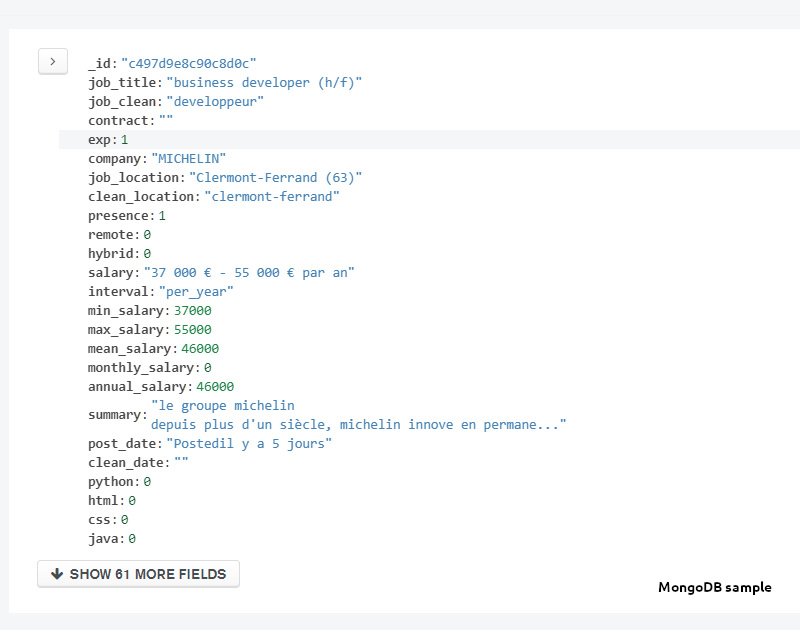 _id: "c497d9e8c90c8d0c"
job_title: "business developer (h/f)"
job_clean: "developpeur"
contract: ""
exp: 1
company: "MICHELIN"
job_location: "Clermont-Ferrand (63)"
clean_location: "clermont-ferrand"
presence: 1
remote: 0
hybrid: 0
salary: "37 000 € - 55 000 € par an"
interval: "per_year"
min_salary: 37000
max_salary: 55000
mean_salary: 46000
monthly_salary: 0
annual_salary: 46000
summary: "le groupe michelin
depuis plus d'un siècle, michelin innove en permane..."
post_date: "Postedil y a 5 jours"
clean_date: ""
python: 0
html: 0
css: 0
java: 0
SHOW 61 MORE FIELDS
MongoDB sample